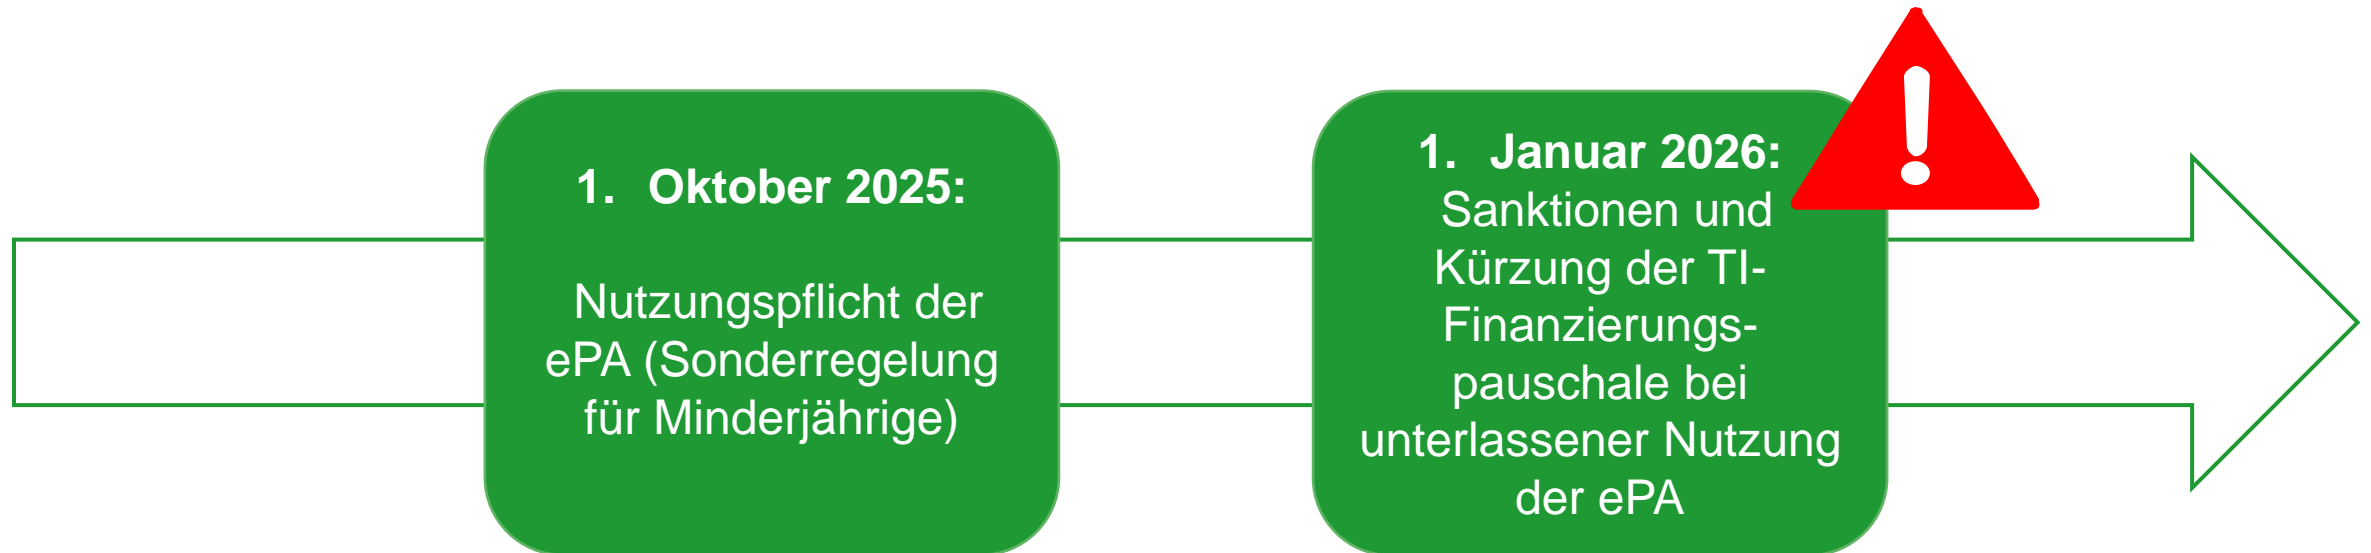 1. Oktober 2025:
Nutzungspflicht der
ePA (Sonderregelung
für Minderjährige)
1. Januar 2026:
Sanktionen und
Kürzung der TI-
Finanzierungs-
pauschale bei
unterlassener Nutzung
der ePA